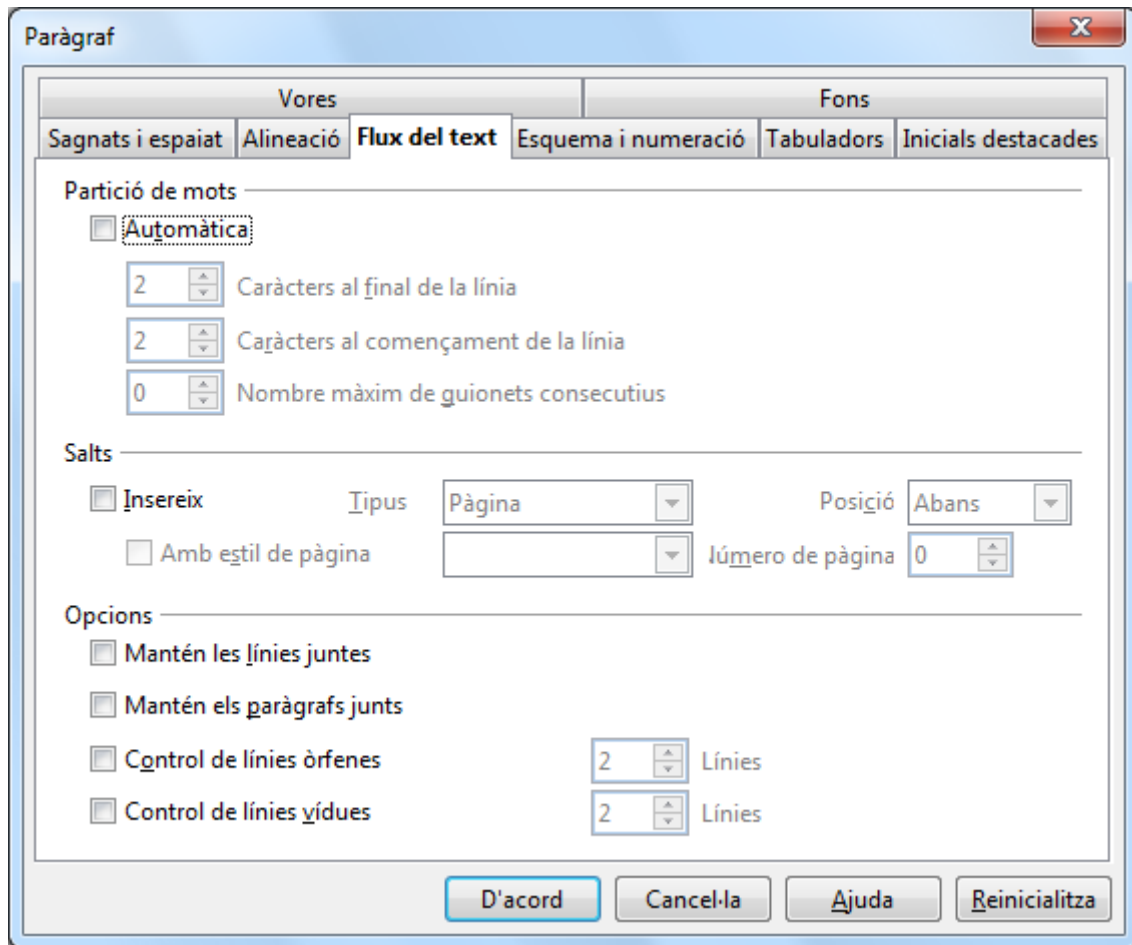 Paràgraf
Vores Fons
Sagnats i espaiat Alineació Flux del text Esquema i numeració Tabuladors Inicials destacades
Partició de mots
Automàtica
2 Caràcters al final de la línia
2 Caràcters al començament de la línia
0 Nombre màxim de guionets consecutius
Salts
Insereix Tipus Pàgina Posició Abans
Amb estil de pàgina Número de pàgina 0
Opcions
Mantén les línies juntes
Mantén els paràgrafs junts
Control de línies òrfenes 2 Línies
Control de línies vídues 2 Línies
D'acord Cancel·la Ajuda Reinicialitza